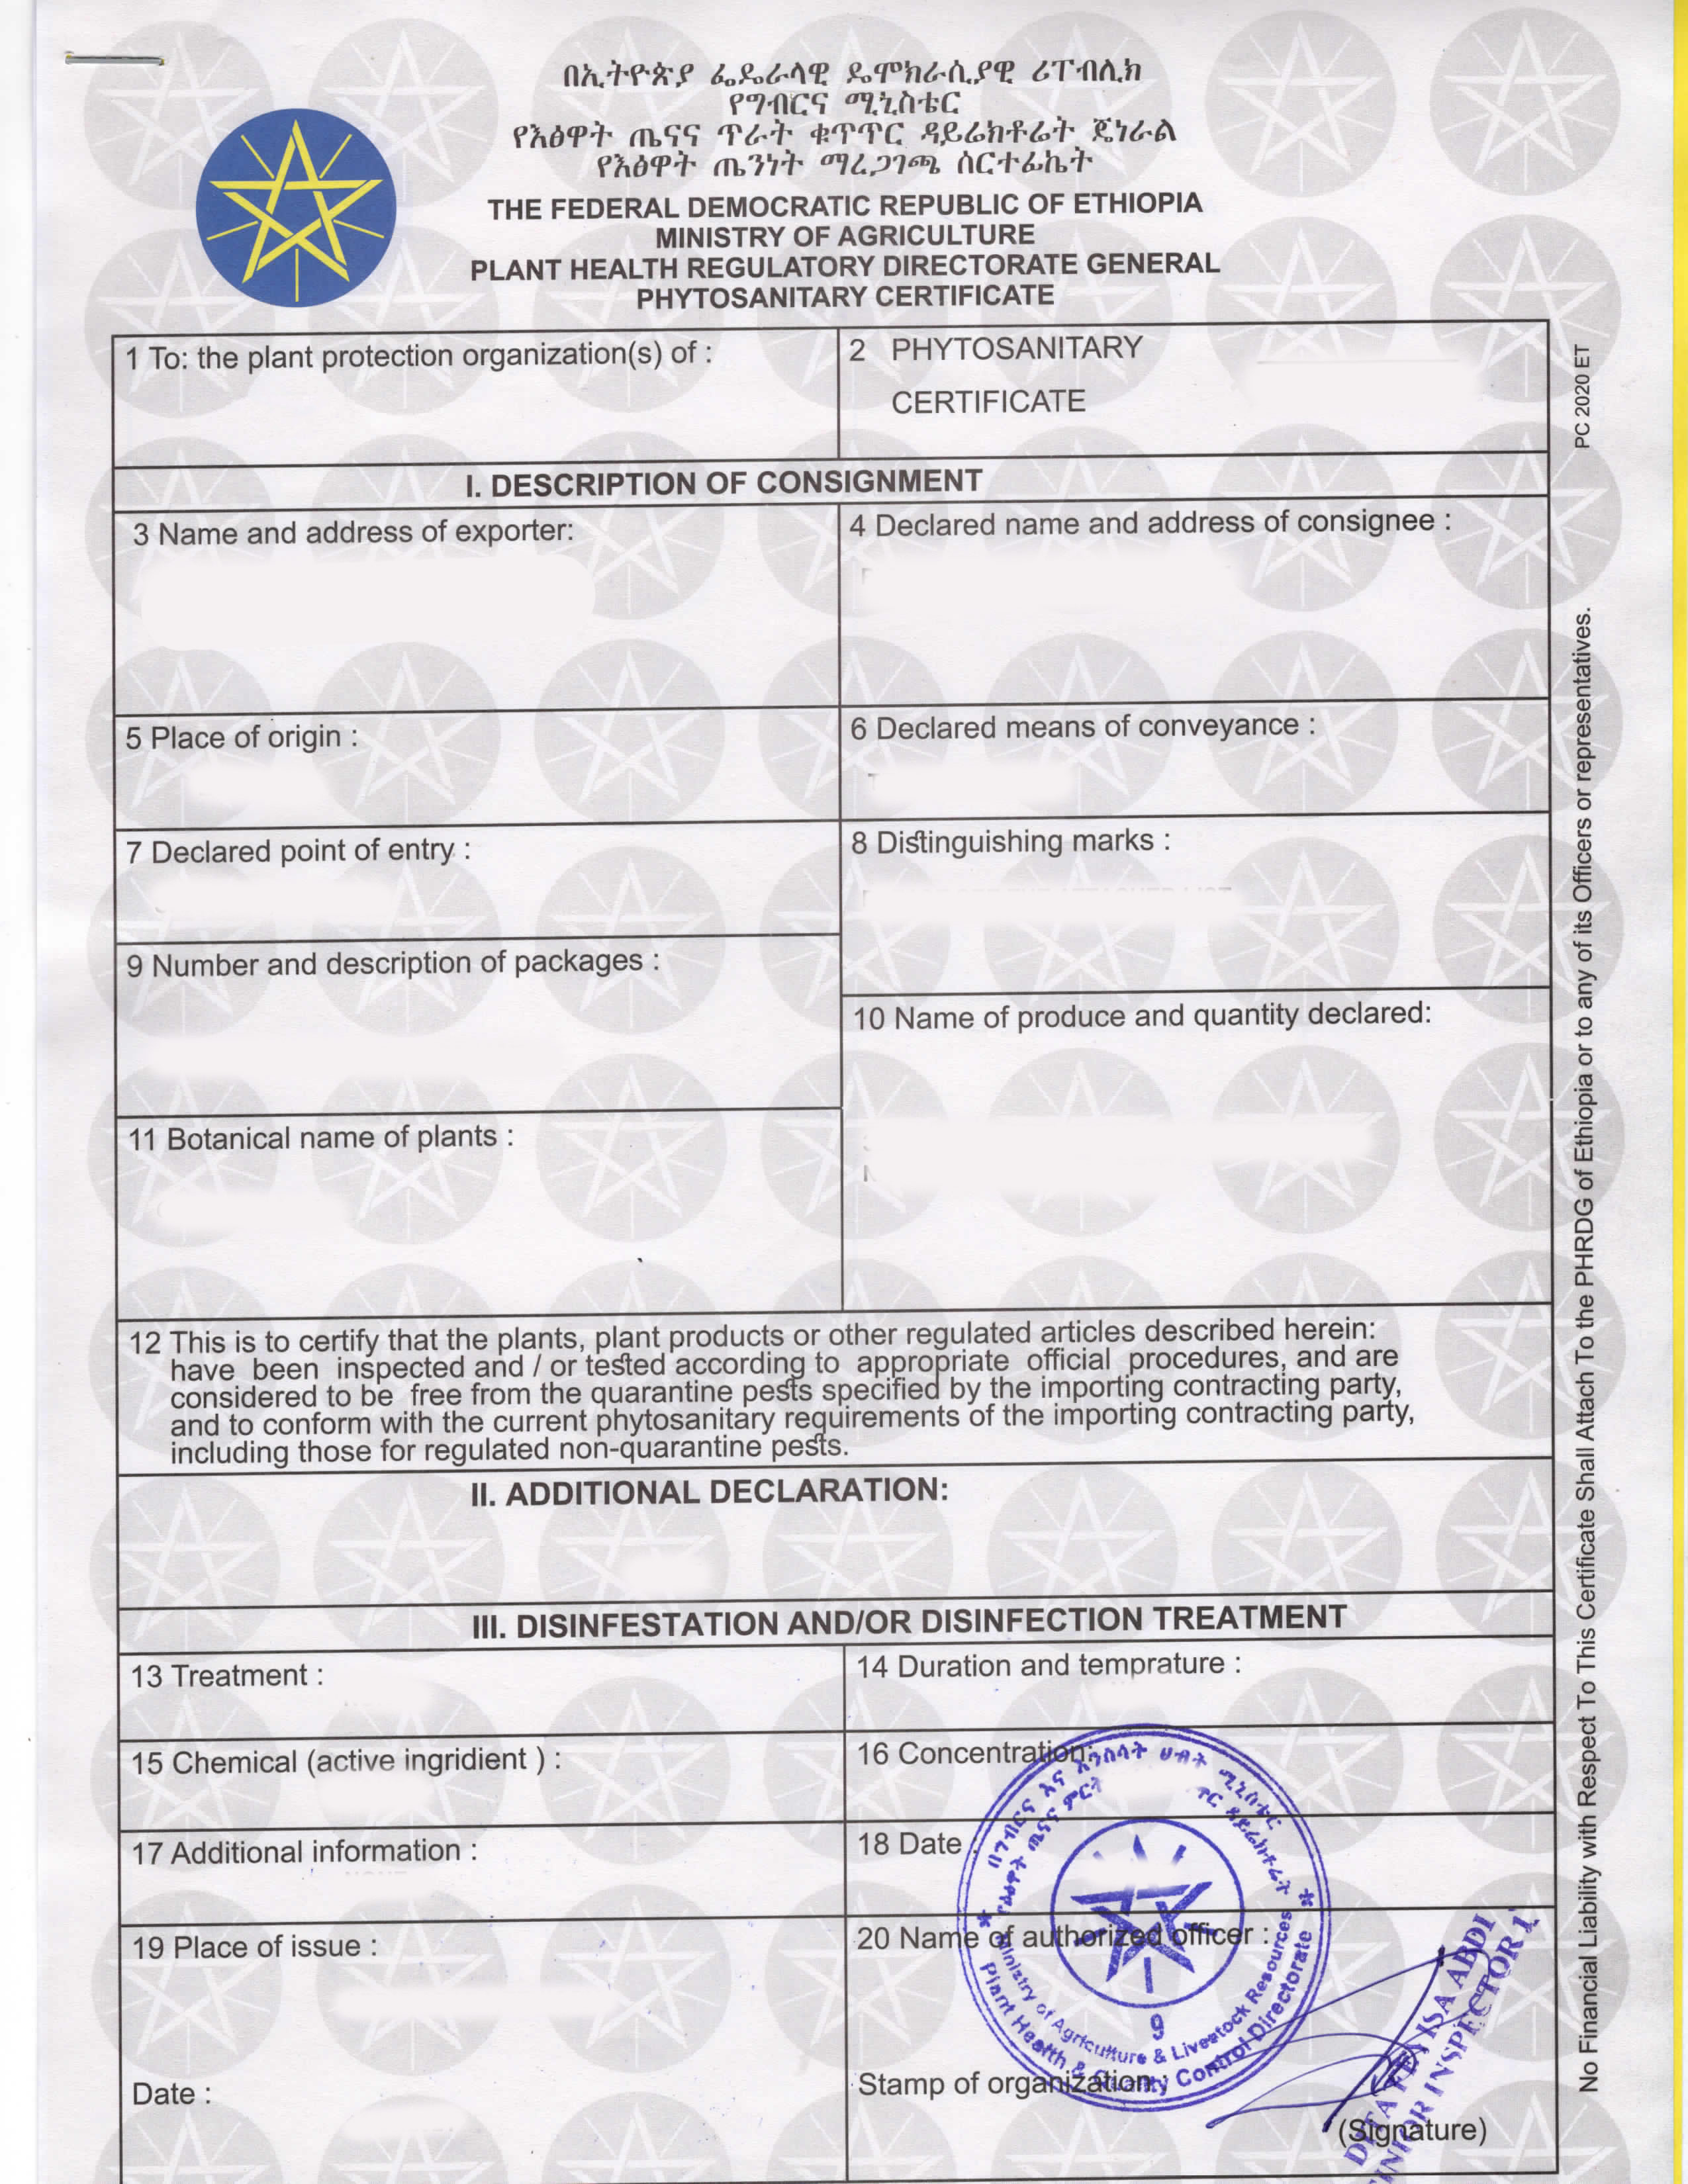 በኢትዮጵያ ፌዴራላዊ ዴሞክራሲያዊ ሪፐብሊክ
የግብርና ሚኒስቴር
የእፅዋት ጤናና ጥራት ቁጥጥር ዳይሬክቶሬት ጄነራል
የእፅዋት ጤንነት ማረጋገጫ ሰርተፊኬት
THE FEDERAL DEMOCRATIC REPUBLIC OF ETHIOPIA
MINISTRY OF AGRICULTURE
PLANT HEALTH REGULATORY DIRECTORATE GENERAL
PHYTOSANITARY CERTIFICATE
1 To: the plant protection organization(s) of :
2 PHYTOSANITARY
CERTIFICATE
PC 2020 ET
I. DESCRIPTION OF CONSIGNMENT
3 Name and address of exporter:
4 Declared name and address of consignee :
5 Place of origin :
6 Declared means of conveyance :
7 Declared point of entry :
8 Distinguishing marks :
9 Number and description of packages :
10 Name of produce and quantity declared:
11 Botanical name of plants :
12 This is to certify that the plants, plant products or other regulated articles described herein:
have been inspected and / or tested according to appropriate official procedures, and are
considered to be free from the quarantine pests specified by the importing contracting party,
and to conform with the current phytosanitary requirements of the importing contracting party,
including those for regulated non-quarantine pests.
II. ADDITIONAL DECLARATION:
III. DISINFESTATION AND/OR DISINFECTION TREATMENT
13 Treatment :
14 Duration and temprature :
15 Chemical (active ingridient ) :
16 Concentration:
17 Additional information :
18 Date :
19 Place of issue :
20 Name of authorized officer :
Date :
Stamp of organization :
(Signature)
No Financial Liability with Respect To This Certificate Shall Attach To the PHRDG of Ethiopia or to any of its Officers or representatives.
በግብርና እና እንስሳት ሀብት ሚኒስቴር
የዕፅዋት ጤናና ምርት
ዳይሬክቶሬት
9
Ministry of Agriculture & Livestock Resources
Plant Health & Quality Control Directorate
ISA ABDI
INSPECTOR